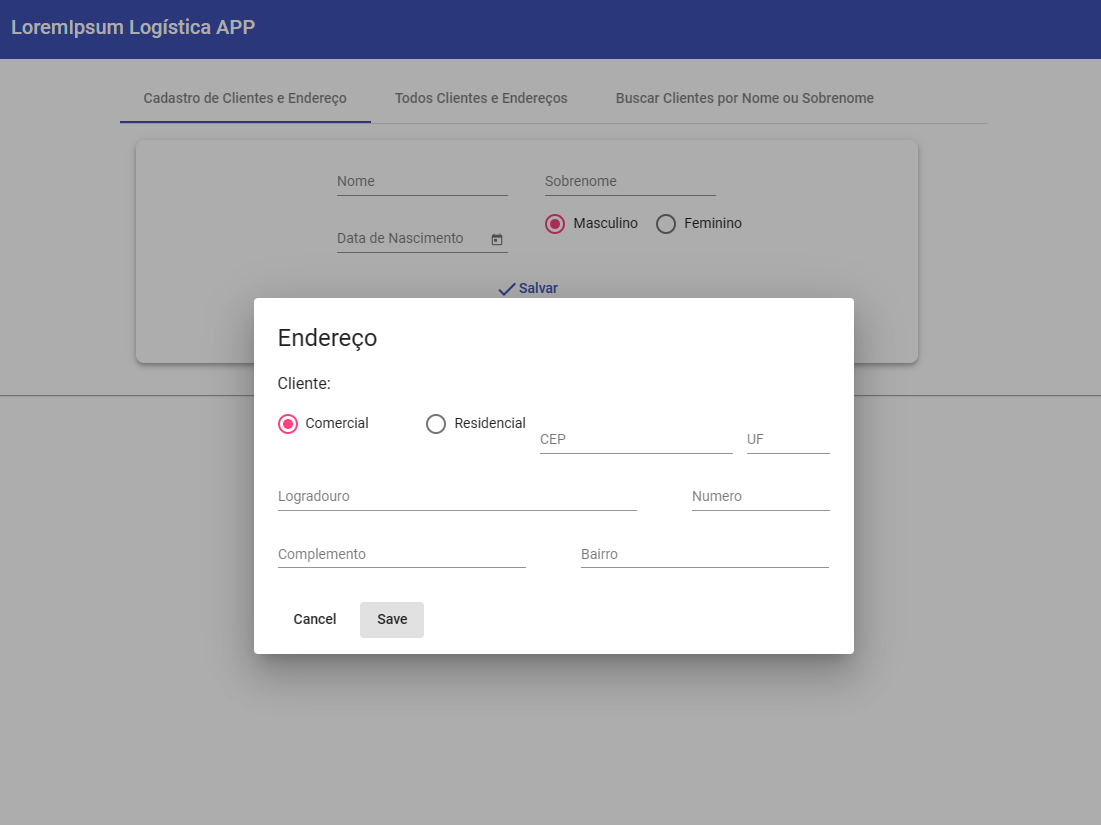 LoremIpsum Logística APP
Cadastro de Clientes e Endereço Todos Clientes e Endereços Buscar Clientes por Nome ou Sobrenome
Nome Sobrenome
Masculino Feminino
Data de Nascimento
Salvar
Endereço
Cliente:
Comercial Residencial
CEP UF
Logradouro Numero
Complemento Bairro
Cancel Save